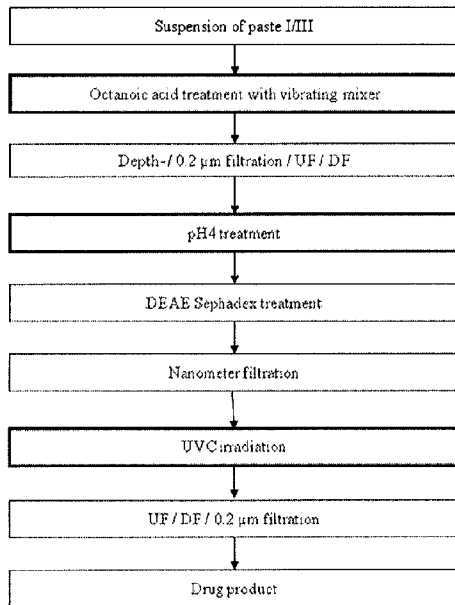 Suspension of paste I/III
Octanoic acid treatment with vibrating mixer
Depth-/ 0.2 µm filtration / UF / DF
pH4 treatment
DEAE Sephadex treatment
Nanometer filtration
UVC irradiation
UF / DF / 0.2 µm filtration
Drug product